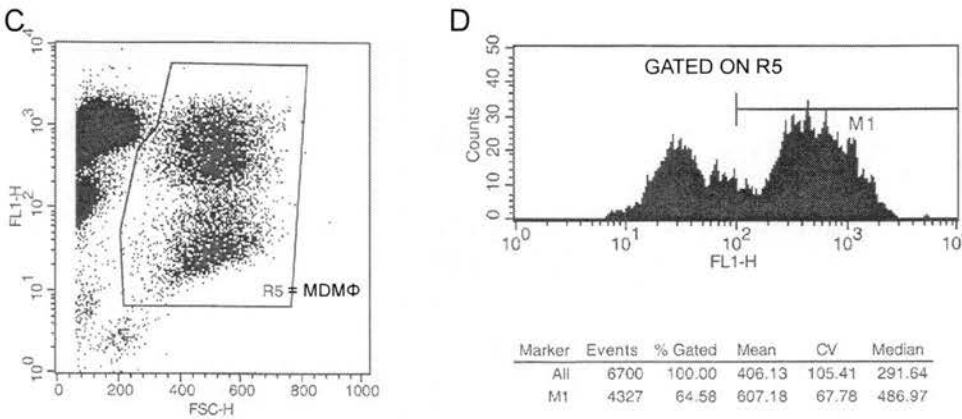 C
10^4
10^3
10^2
10^1
10^0
FL1-H
R5 = MDMΦ
0 200 400 600 800 1000
FSC-H
D
50
40
30
20
10
0
Counts
GATED ON R5
M1
10^0 10^1 10^2 10^3 10
FL1-H
Marker Events % Gated Mean CV Median
All 6700 100.00 406.13 105.41 291.64
M1 4327 64.58 607.18 67.78 486.97